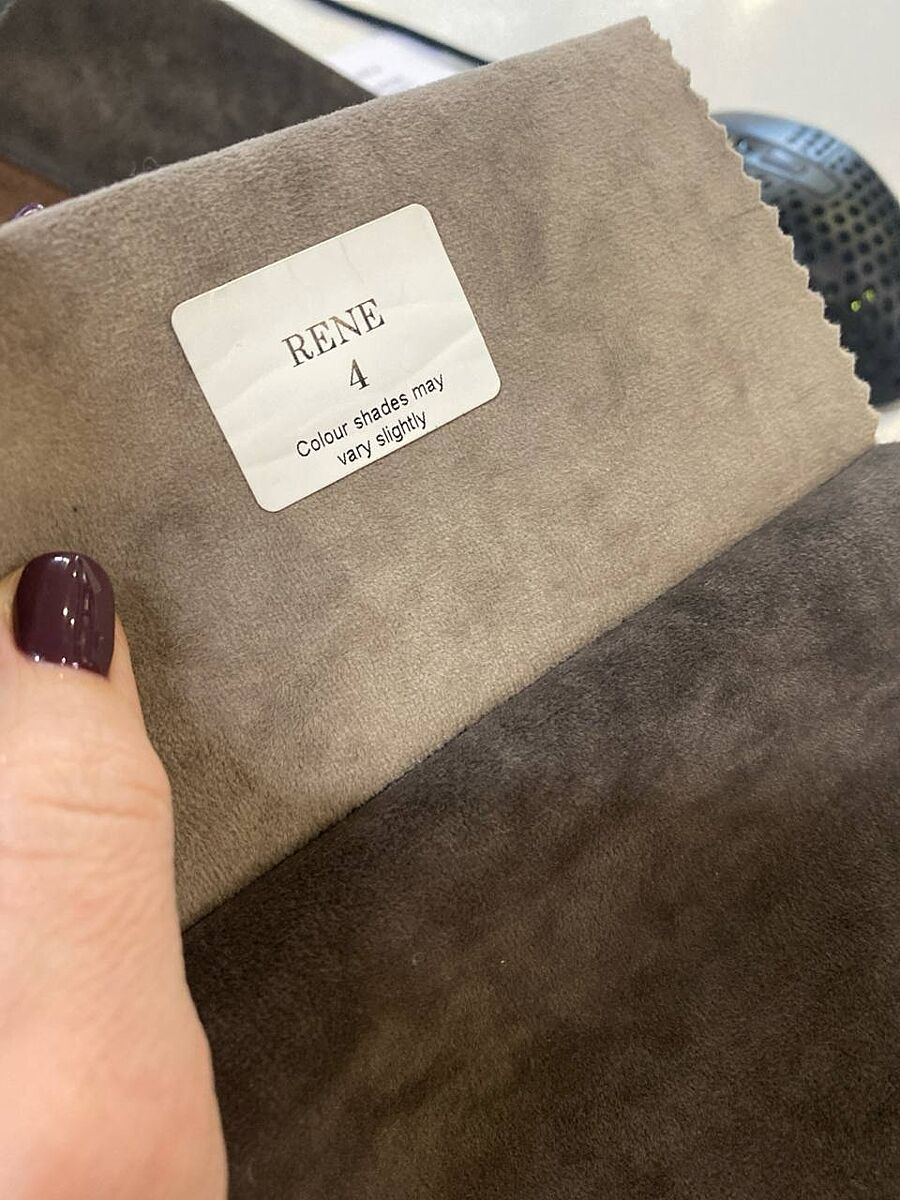 RENE
4
Colour shades may
vary slightly